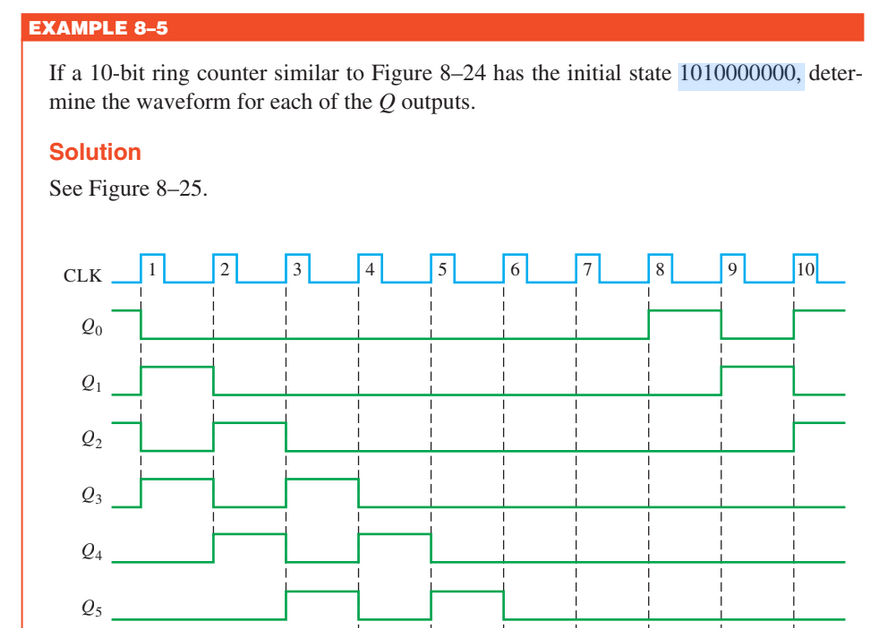 EXAMPLE 8–5
If a 10-bit ring counter similar to Figure 8–24 has the initial state 1010000000, deter-
mine the waveform for each of the Q outputs.
Solution
See Figure 8–25.
CLK 1 2 3 4 5 6 7 8 9 10
Q0
Q1
Q2
Q3
Q4
Q5